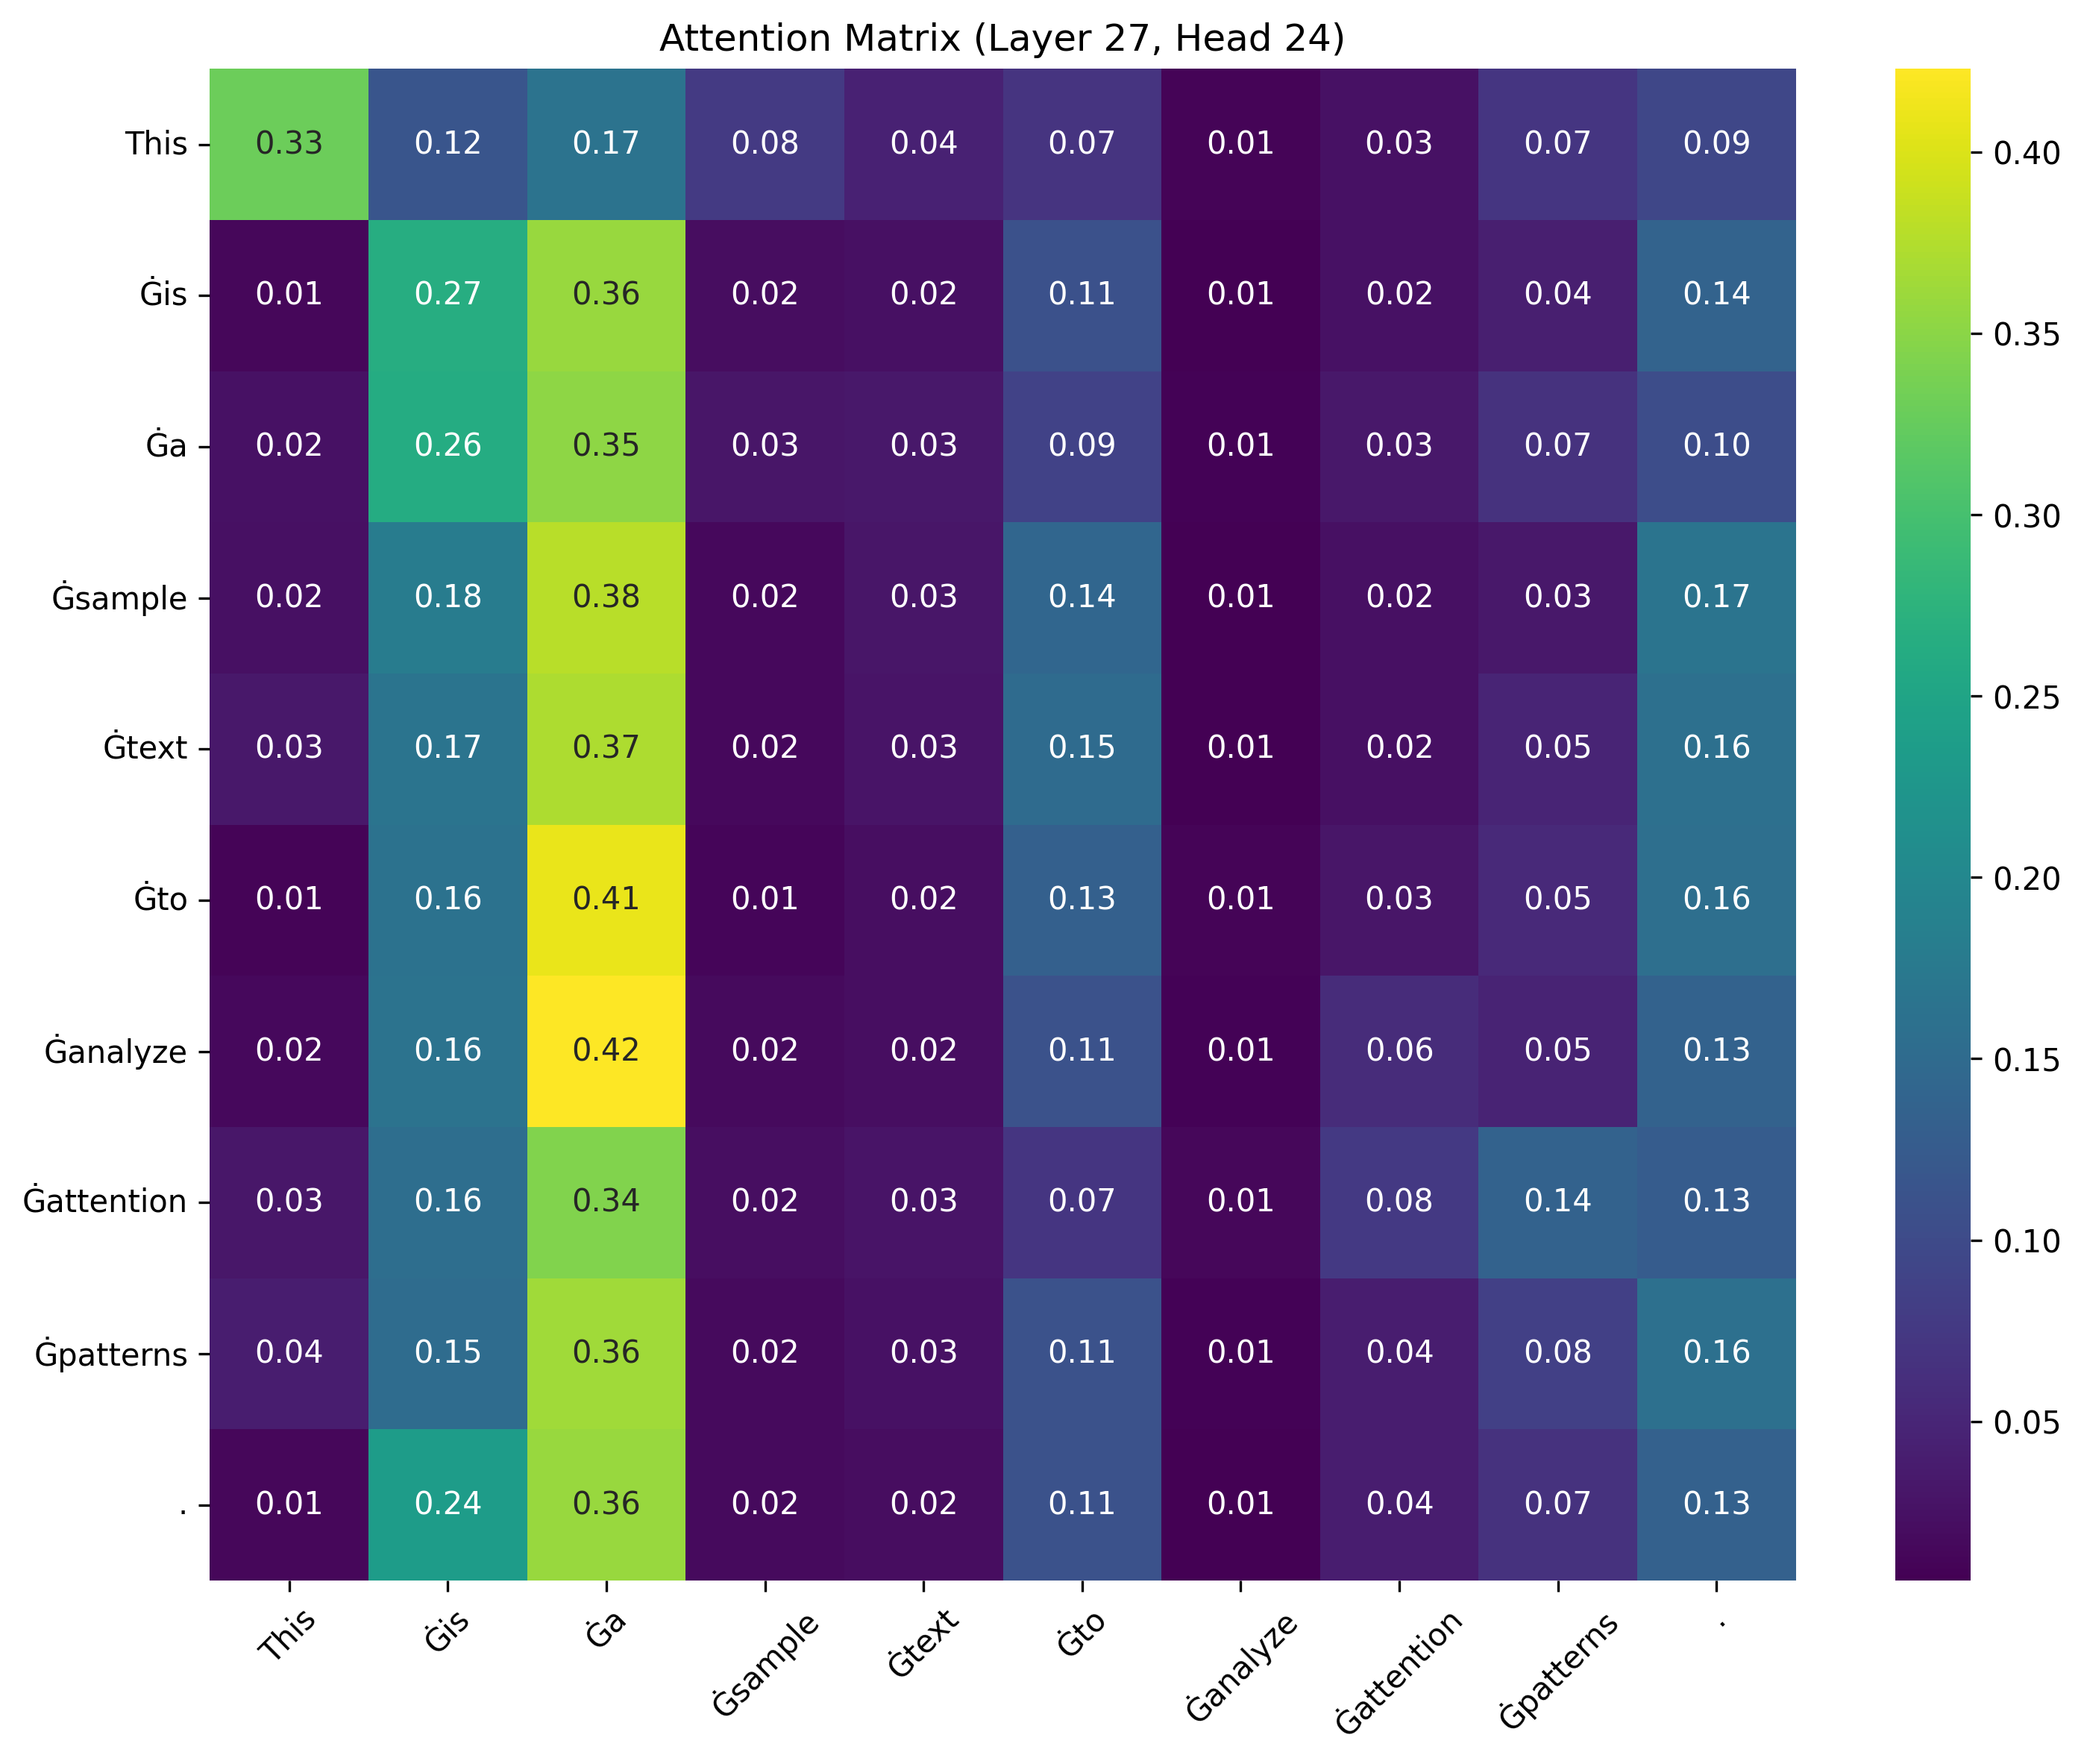 Attention Matrix (Layer 27, Head 24)
This 0.33 0.12 0.17 0.08 0.04 0.07 0.01 0.03 0.07 0.09
Ġis 0.01 0.27 0.36 0.02 0.02 0.11 0.01 0.02 0.04 0.14
Ġa 0.02 0.26 0.35 0.03 0.03 0.09 0.01 0.03 0.07 0.10
Ġsample 0.02 0.18 0.38 0.02 0.03 0.14 0.01 0.02 0.03 0.17
Ġtext 0.03 0.17 0.37 0.02 0.03 0.15 0.01 0.02 0.05 0.16
Ġto 0.01 0.16 0.41 0.01 0.02 0.13 0.01 0.03 0.05 0.16
Ġanalyze 0.02 0.16 0.42 0.02 0.02 0.11 0.01 0.06 0.05 0.13
Ġattention 0.03 0.16 0.34 0.02 0.03 0.07 0.01 0.08 0.14 0.13
Ġpatterns 0.04 0.15 0.36 0.02 0.03 0.11 0.01 0.04 0.08 0.16
. 0.01 0.24 0.36 0.02 0.02 0.11 0.01 0.04 0.07 0.13
This Ġis Ġa Ġsample Ġtext Ġto Ġanalyze Ġattention Ġpatterns .
0.40
0.35
0.30
0.25
0.20
0.15
0.10
0.05